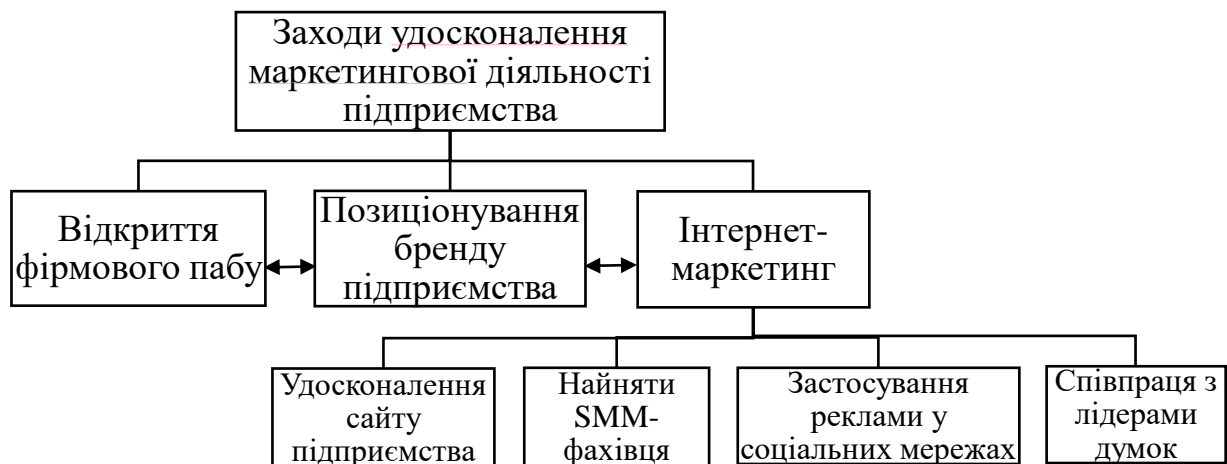 Заходи удосконалення
маркетингової діяльності
підприємства
Відкриття
фірмового пабу
Позиціонування
бренду
підприємства
Інтернет-
маркетинг
Удосконалення
сайту
підприємства
Найняти
SMM-
фахівця
Застосування
реклами у
соціальних мережах
Співпраця з
лідерами
думок